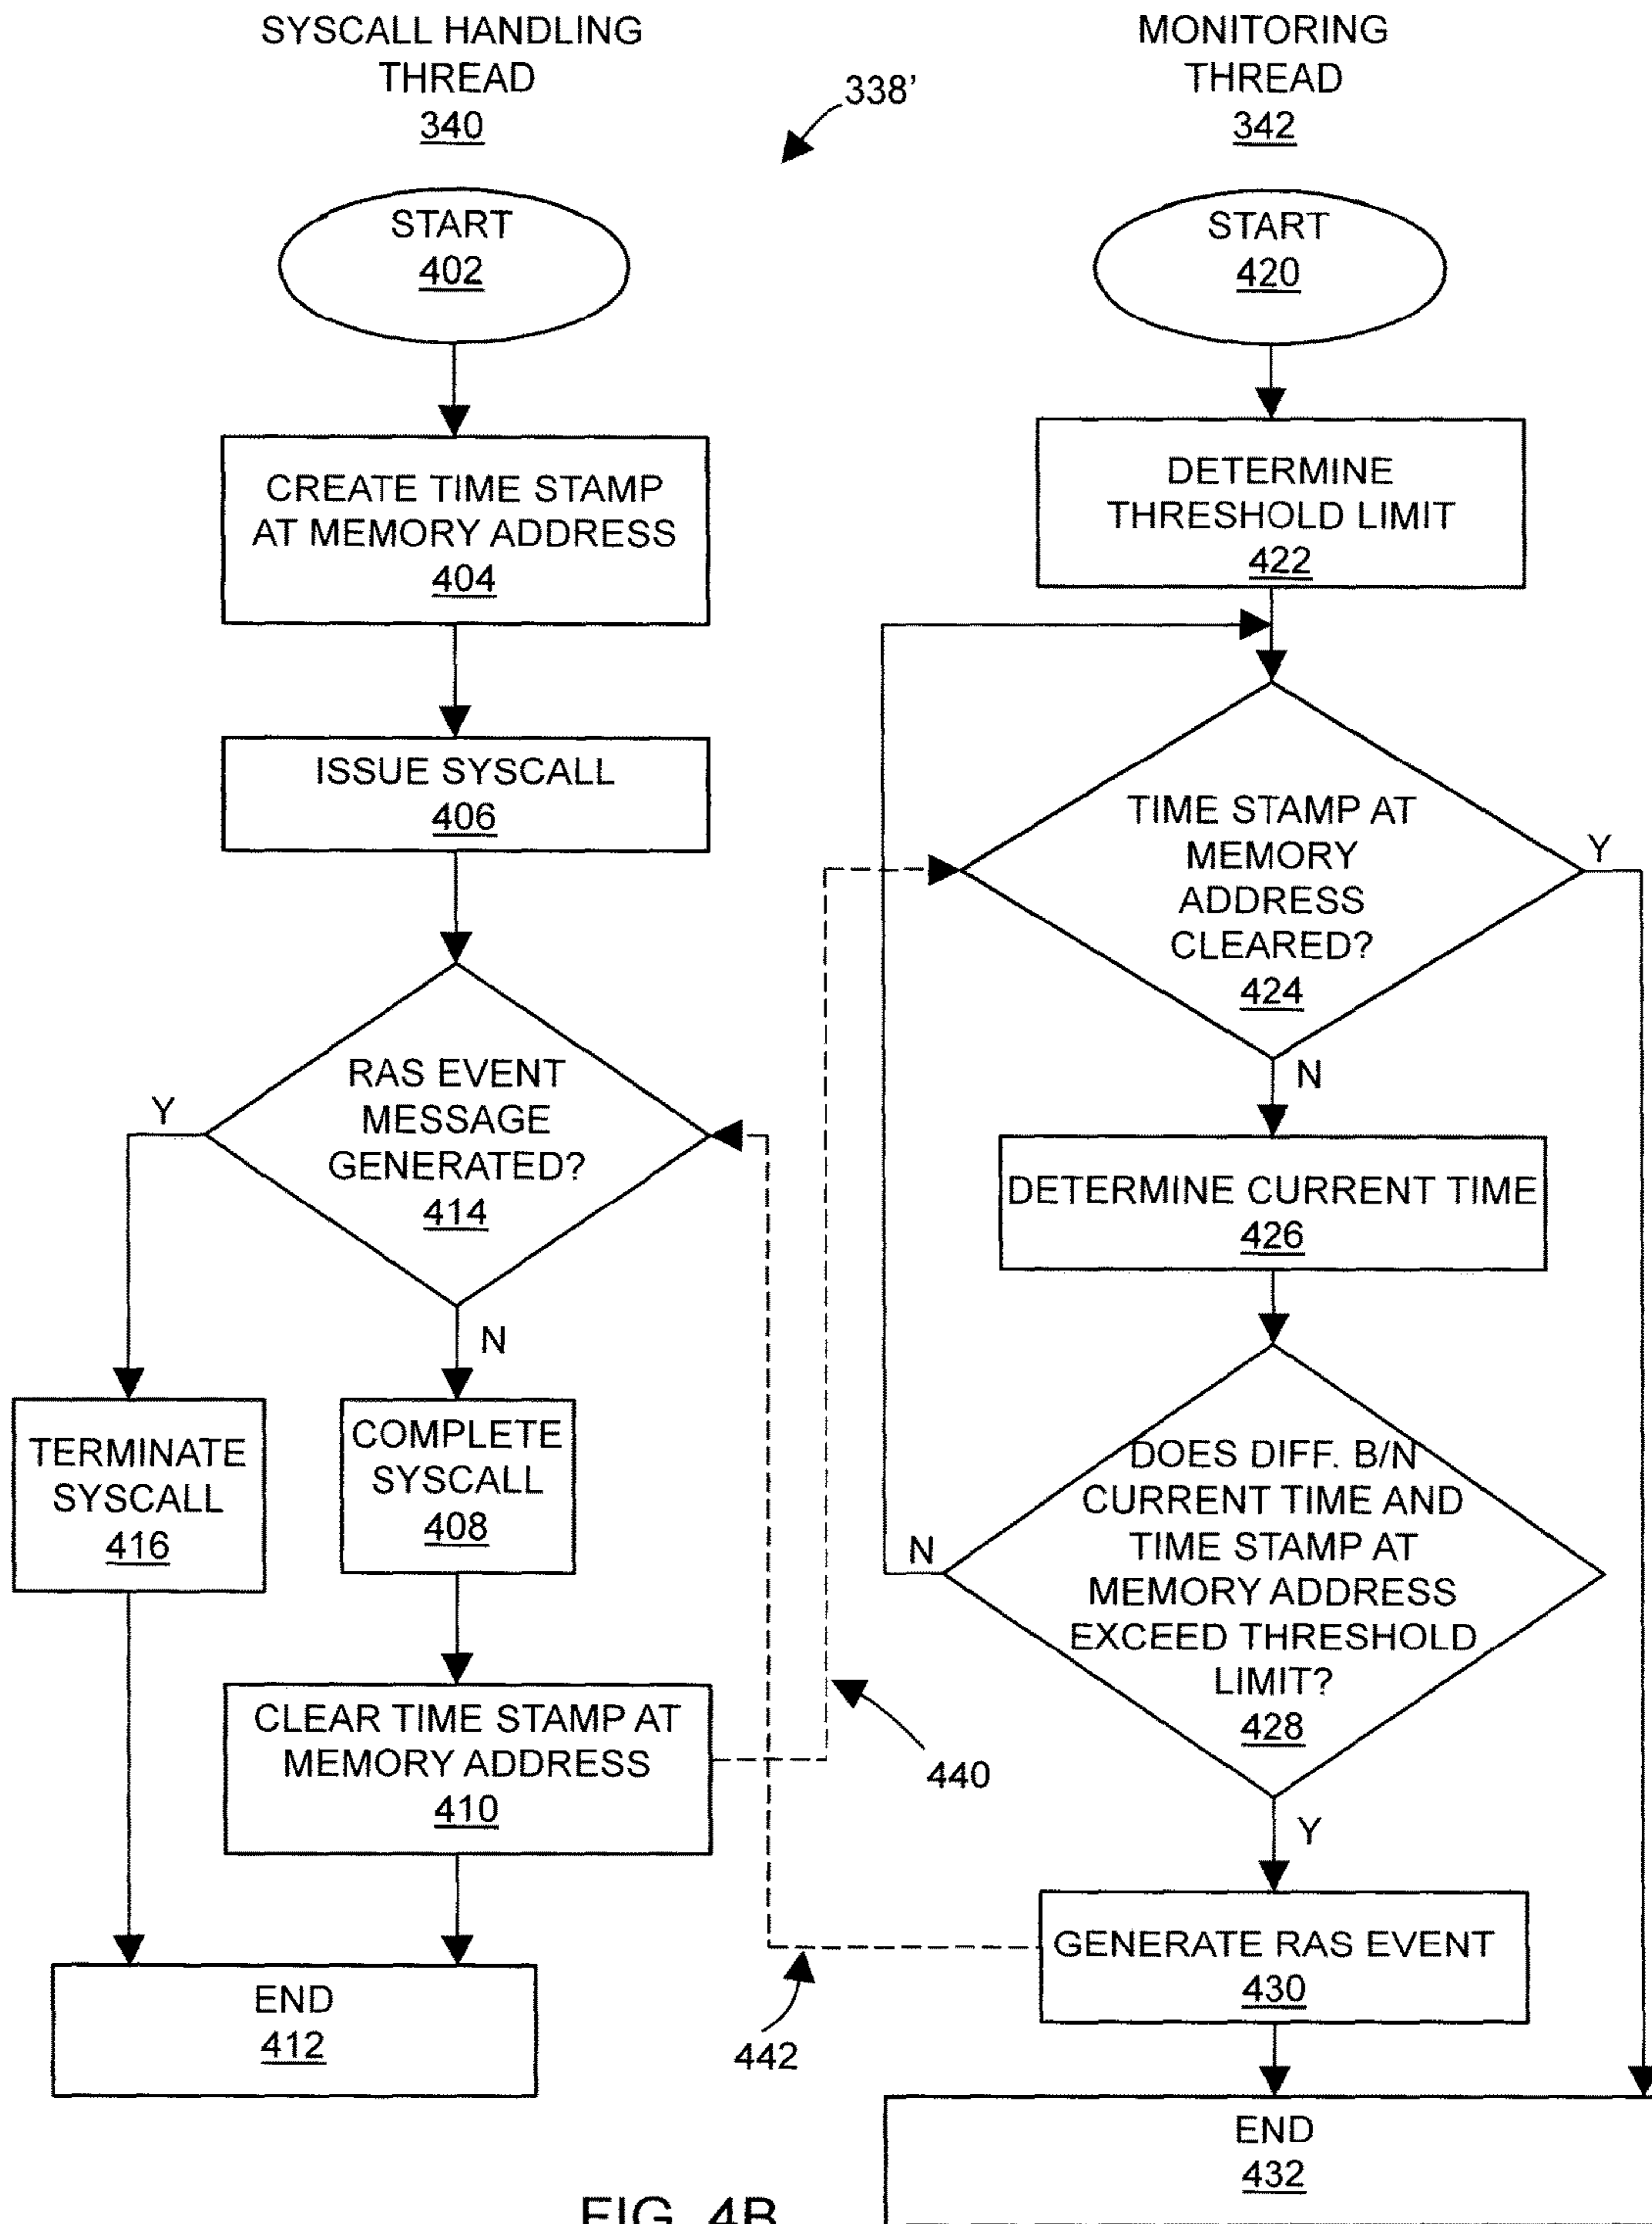 SYSCALL HANDLING
THREAD
340
338’
MONITORING
THREAD
342
START
402
CREATE TIME STAMP
AT MEMORY ADDRESS
404
ISSUE SYSCALL
406
RAS EVENT
MESSAGE
GENERATED?
414
Y
N
TERMINATE
SYSCALL
416
COMPLETE
SYSCALL
408
CLEAR TIME STAMP AT
MEMORY ADDRESS
410
END
412
START
420
DETERMINE
THRESHOLD LIMIT
422
TIME STAMP AT
MEMORY
ADDRESS
CLEARED?
424
Y
N
DETERMINE CURRENT TIME
426
DOES DIFF. B/N
CURRENT TIME AND
TIME STAMP AT
MEMORY ADDRESS
EXCEED THRESHOLD
LIMIT?
428
N
Y
440
GENERATE RAS EVENT
430
442
END
432
FIG. 4B